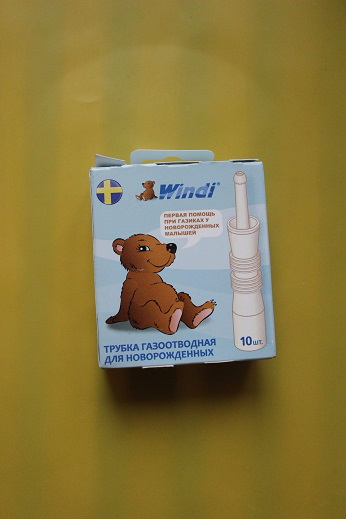 Windi®
ПЕРВАЯ ПОМОЩЬ
ПРИ ГАЗИКАХ У
НОВОРОЖДЕННЫХ
МАЛЫШЕЙ
10 шт.
ТРУБКА ГАЗООТВОДНАЯ
ДЛЯ НОВОРОЖДЕННЫХ